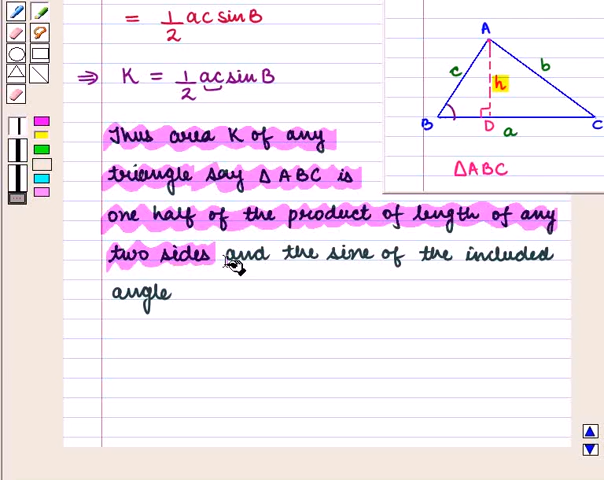 = 1/2 ac sin B
⇒ K = 1/2 ac sin B
Thus area K of any
triangle say Δ ABC is
one half of the product of length of any
two sides and the sine of the included
angle
A
c
b
h
B
D
C
a
ΔABC